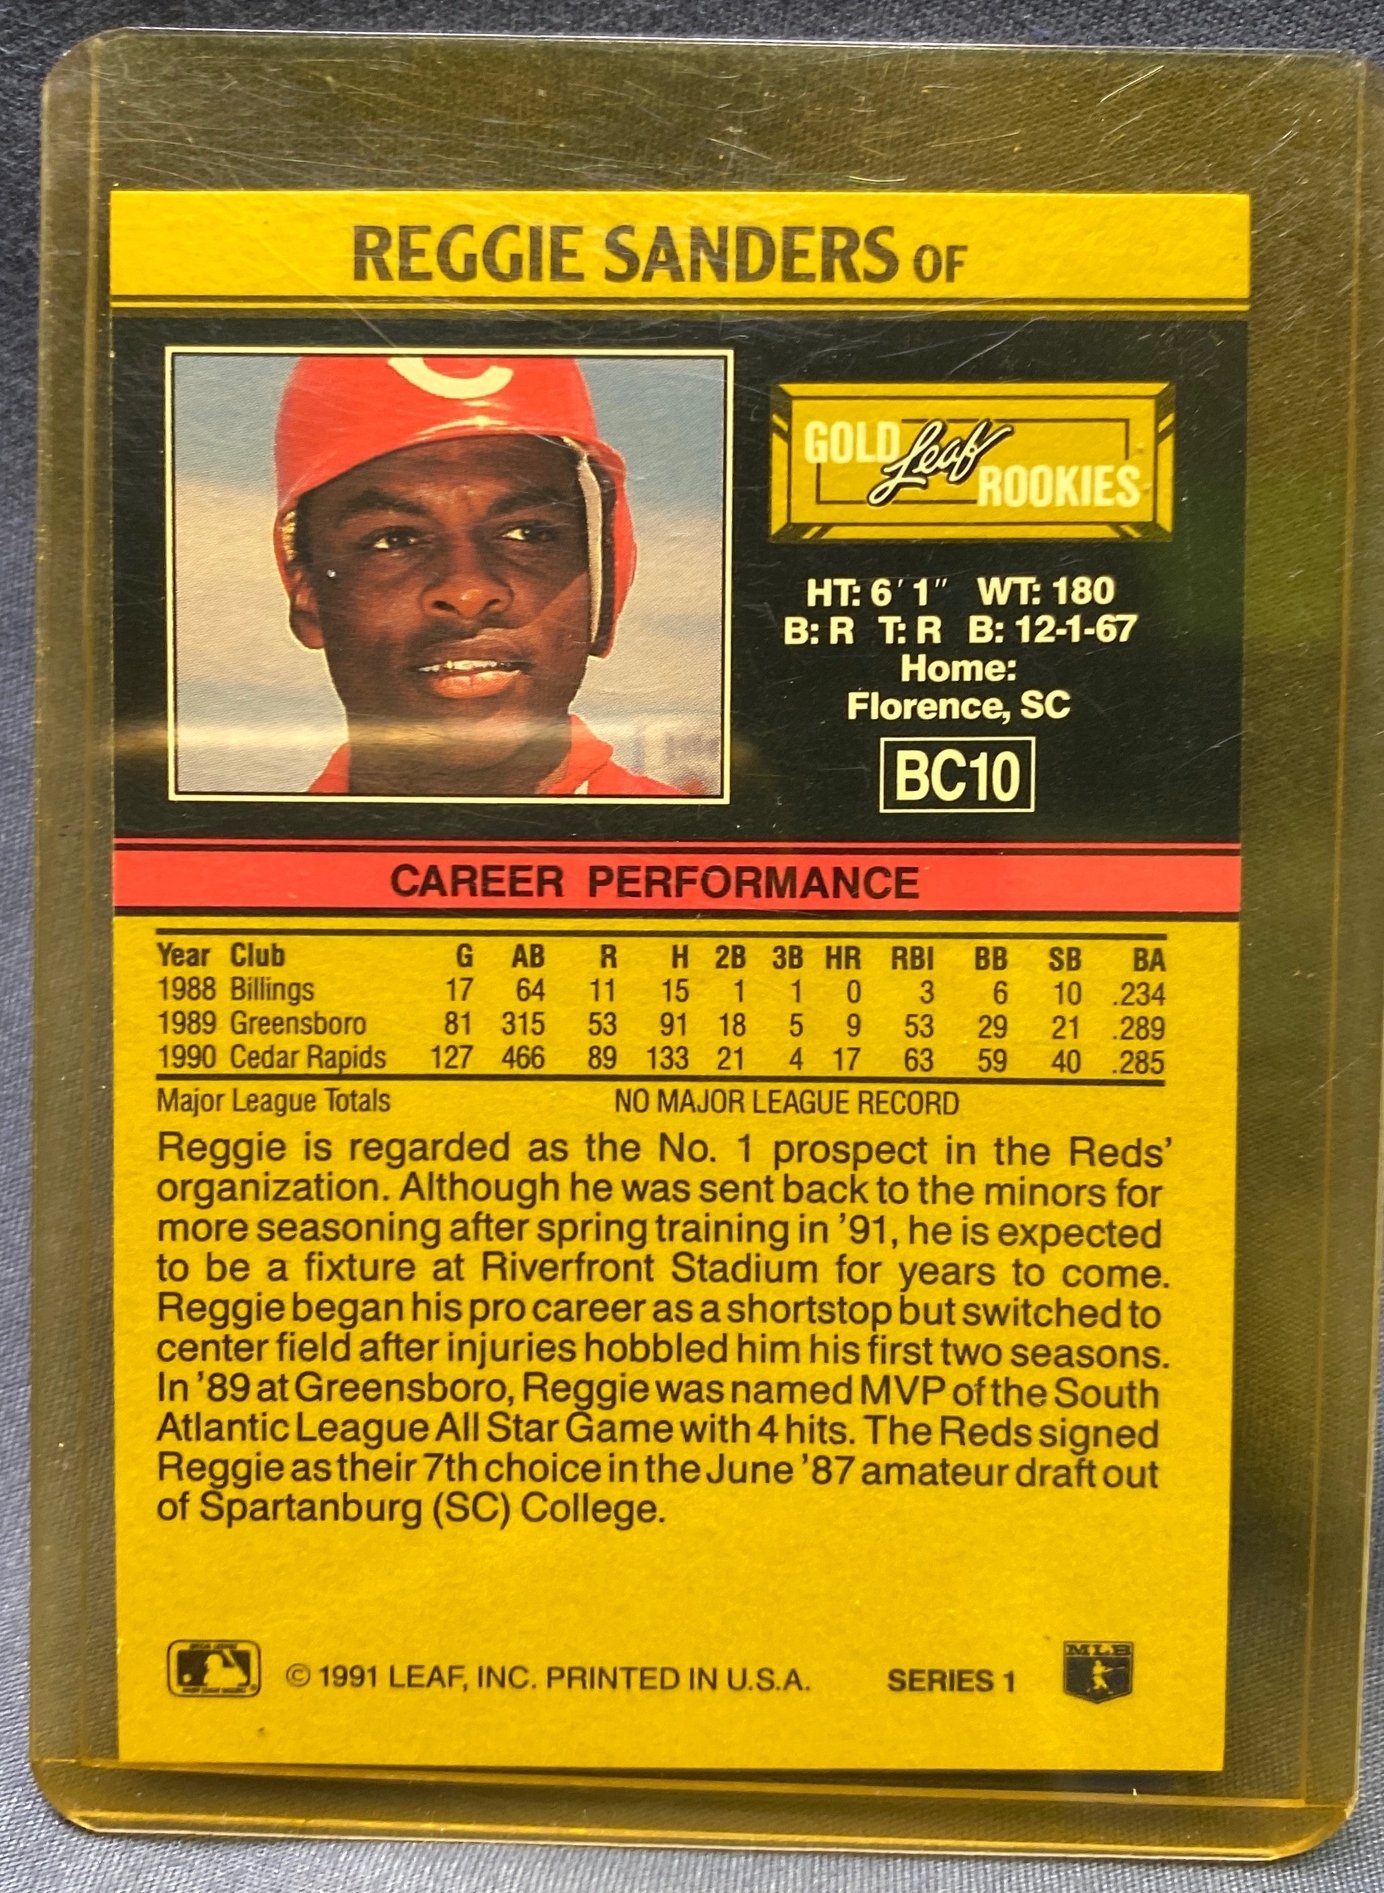 REGGIE SANDERS OF
C
GOLD Leaf ROOKIES
HT: 6' 1" WT: 180
B: R T: R B: 12-1-67
Home:
Florence, SC
BC10
CAREER PERFORMANCE
Year Club G AB R H 2B 3B HR RBI BB SB BA
1988 Billings 17 64 11 15 1 1 0 3 6 10 .234
1989 Greensboro 81 315 53 91 18 5 9 53 29 21 .289
1990 Cedar Rapids 127 466 89 133 21 4 17 63 59 40 .285
Major League Totals NO MAJOR LEAGUE RECORD
Reggie is regarded as the No. 1 prospect in the Reds'
organization. Although he was sent back to the minors for
more seasoning after spring training in '91, he is expected
to be a fixture at Riverfront Stadium for years to come.
Reggie began his pro career as a shortstop but switched to
center field after injuries hobbled him his first two seasons.
In '89 at Greensboro, Reggie was named MVP of the South
Atlantic League All Star Game with 4 hits. The Reds signed
Reggie as their 7th choice in the June '87 amateur draft out
of Spartanburg (SC) College.
© 1991 LEAF, INC. PRINTED IN U.S.A. SERIES 1 MLB